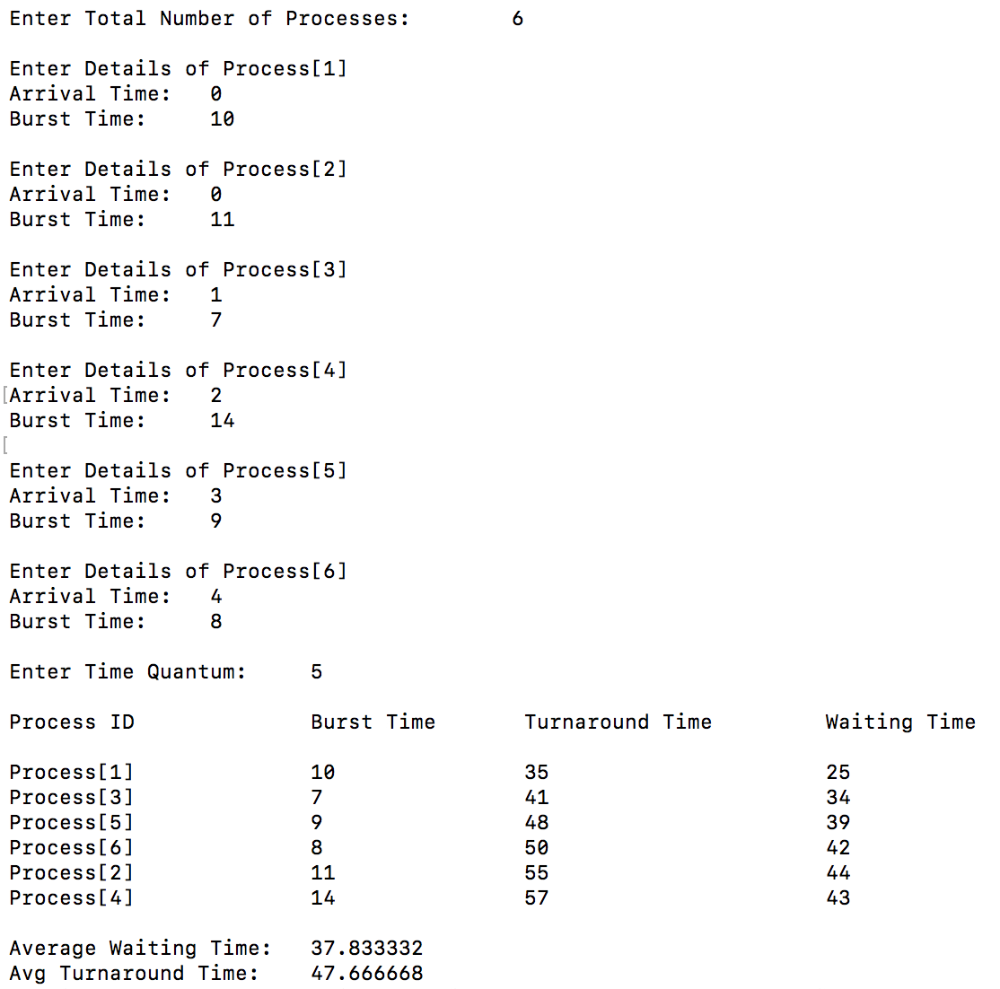 Enter Total Number of Processes: 6
Enter Details of Process[1]
Arrival Time: 0
Burst Time: 10
Enter Details of Process[2]
Arrival Time: 0
Burst Time: 11
Enter Details of Process[3]
Arrival Time: 1
Burst Time: 7
Enter Details of Process[4]
[Arrival Time: 2
Burst Time: 14
[
Enter Details of Process[5]
Arrival Time: 3
Burst Time: 9
Enter Details of Process[6]
Arrival Time: 4
Burst Time: 8
Enter Time Quantum: 5
Process ID Burst Time Turnaround Time Waiting Time
Process[1] 10 35 25
Process[3] 7 41 34
Process[5] 9 48 39
Process[6] 8 50 42
Process[2] 11 55 44
Process[4] 14 57 43
Average Waiting Time: 37.833332
Avg Turnaround Time: 47.666668